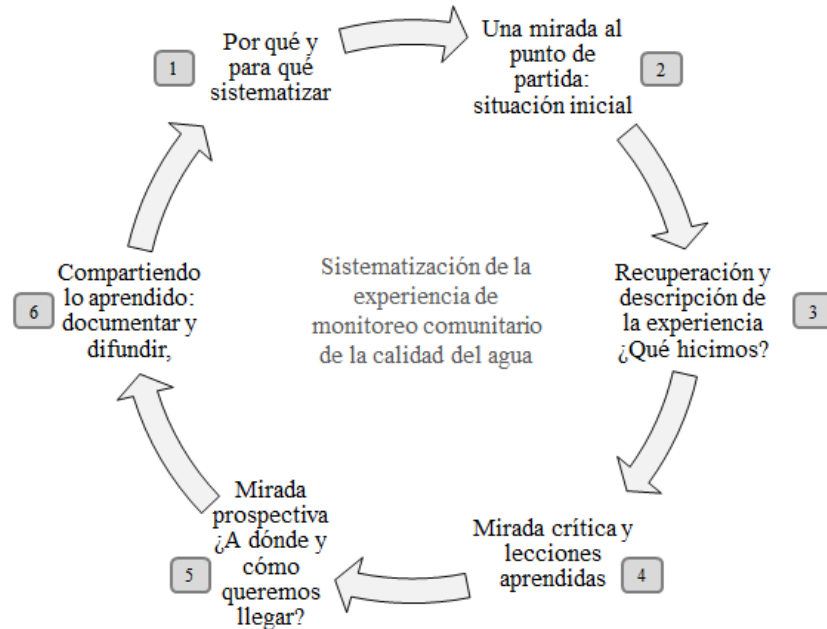 1
Por qué y
para qué
sistematizar
Una mirada al
punto de
partida:
situación inicial
2
Recuperación y
descripción de
la experiencia
¿Qué hicimos?
3
Mirada crítica y
lecciones
aprendidas
4
Mirada
prospectiva
¿A dónde y
cómo
queremos
llegar?
5
Compartiendo
lo aprendido:
documentar y
difundir,
6
Sistematización de la
experiencia de
monitoreo comunitario
de la calidad del agua